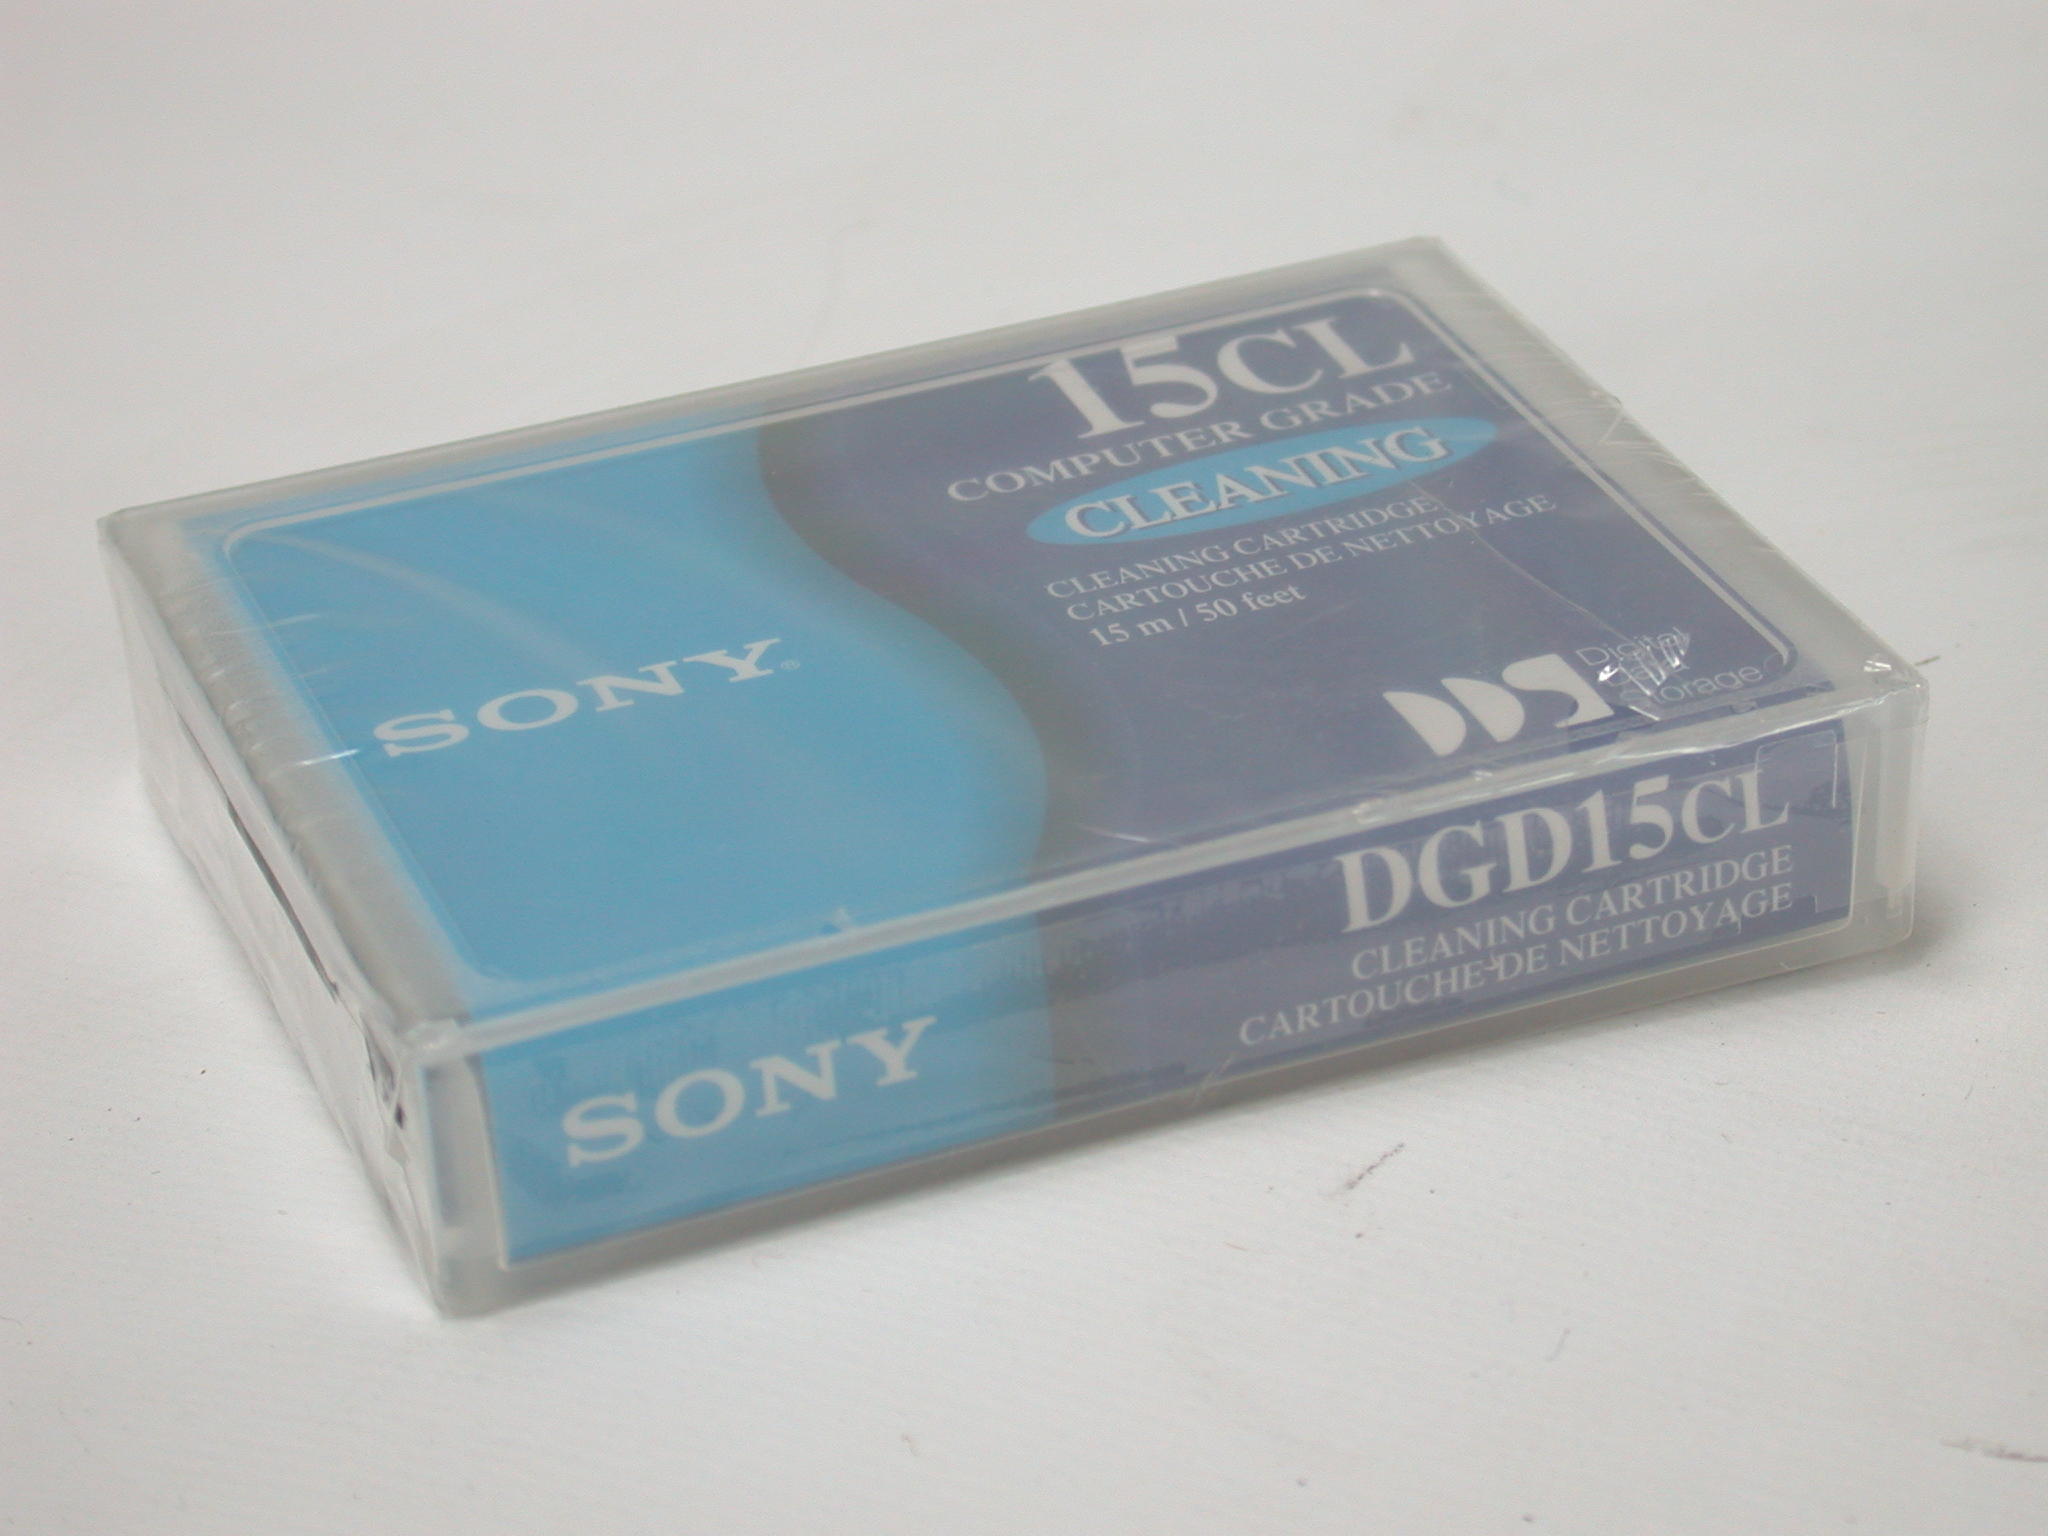 15CL
COMPUTER GRADE
CLEANING
CLEANING CARTRIDGE
CARTOUCHE DE NETTOYAGE
15 m / 50 feet
SONY®
DDS Digital
Data
Storage
DGD15CL
CLEANING CARTRIDGE
CARTOUCHE DE NETTOYAGE
SONY